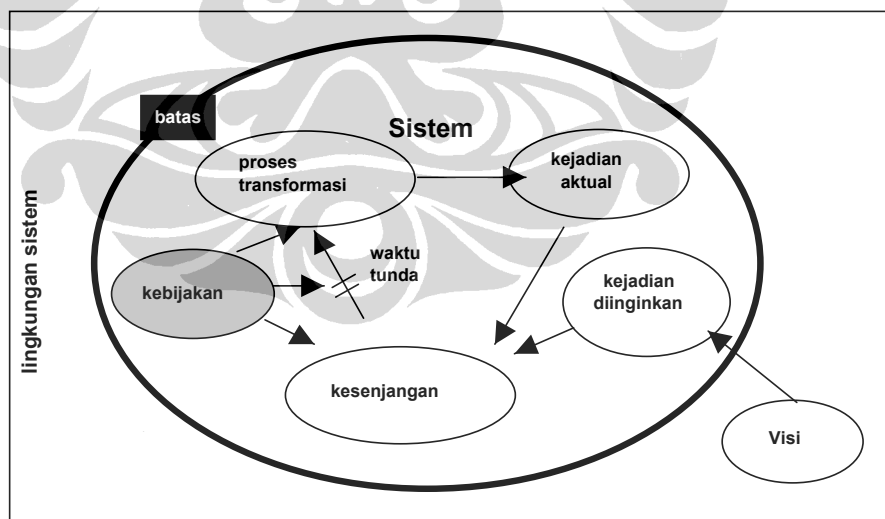 batas
Sistem
proses
transformasi
kejadian
aktual
waktu
tunda
kebijakan
kejadian
diinginkan
kesenjangan
Visi
lingkungan sistem